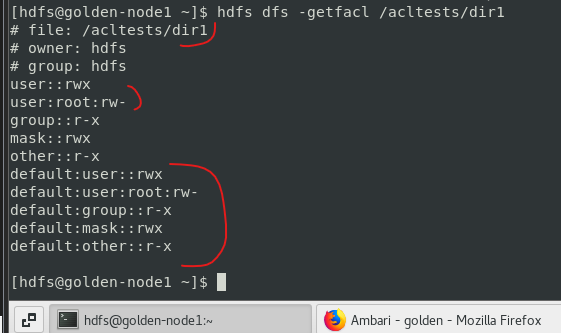 [hdfs@golden-node1 ~]$ hdfs dfs -getfacl /acltests/dir1
# file: /acltests/dir1
# owner: hdfs
# group: hdfs
user::rwx
user:root:rw-
group::r-x
mask::rwx
other::r-x
default:user::rwx
default:user:root:rw-
default:group::r-x
default:mask::rwx
default:other::r-x
[hdfs@golden-node1 ~]$
hdfs@golden-node1:~
Ambari - golden - Mozilla Firefox